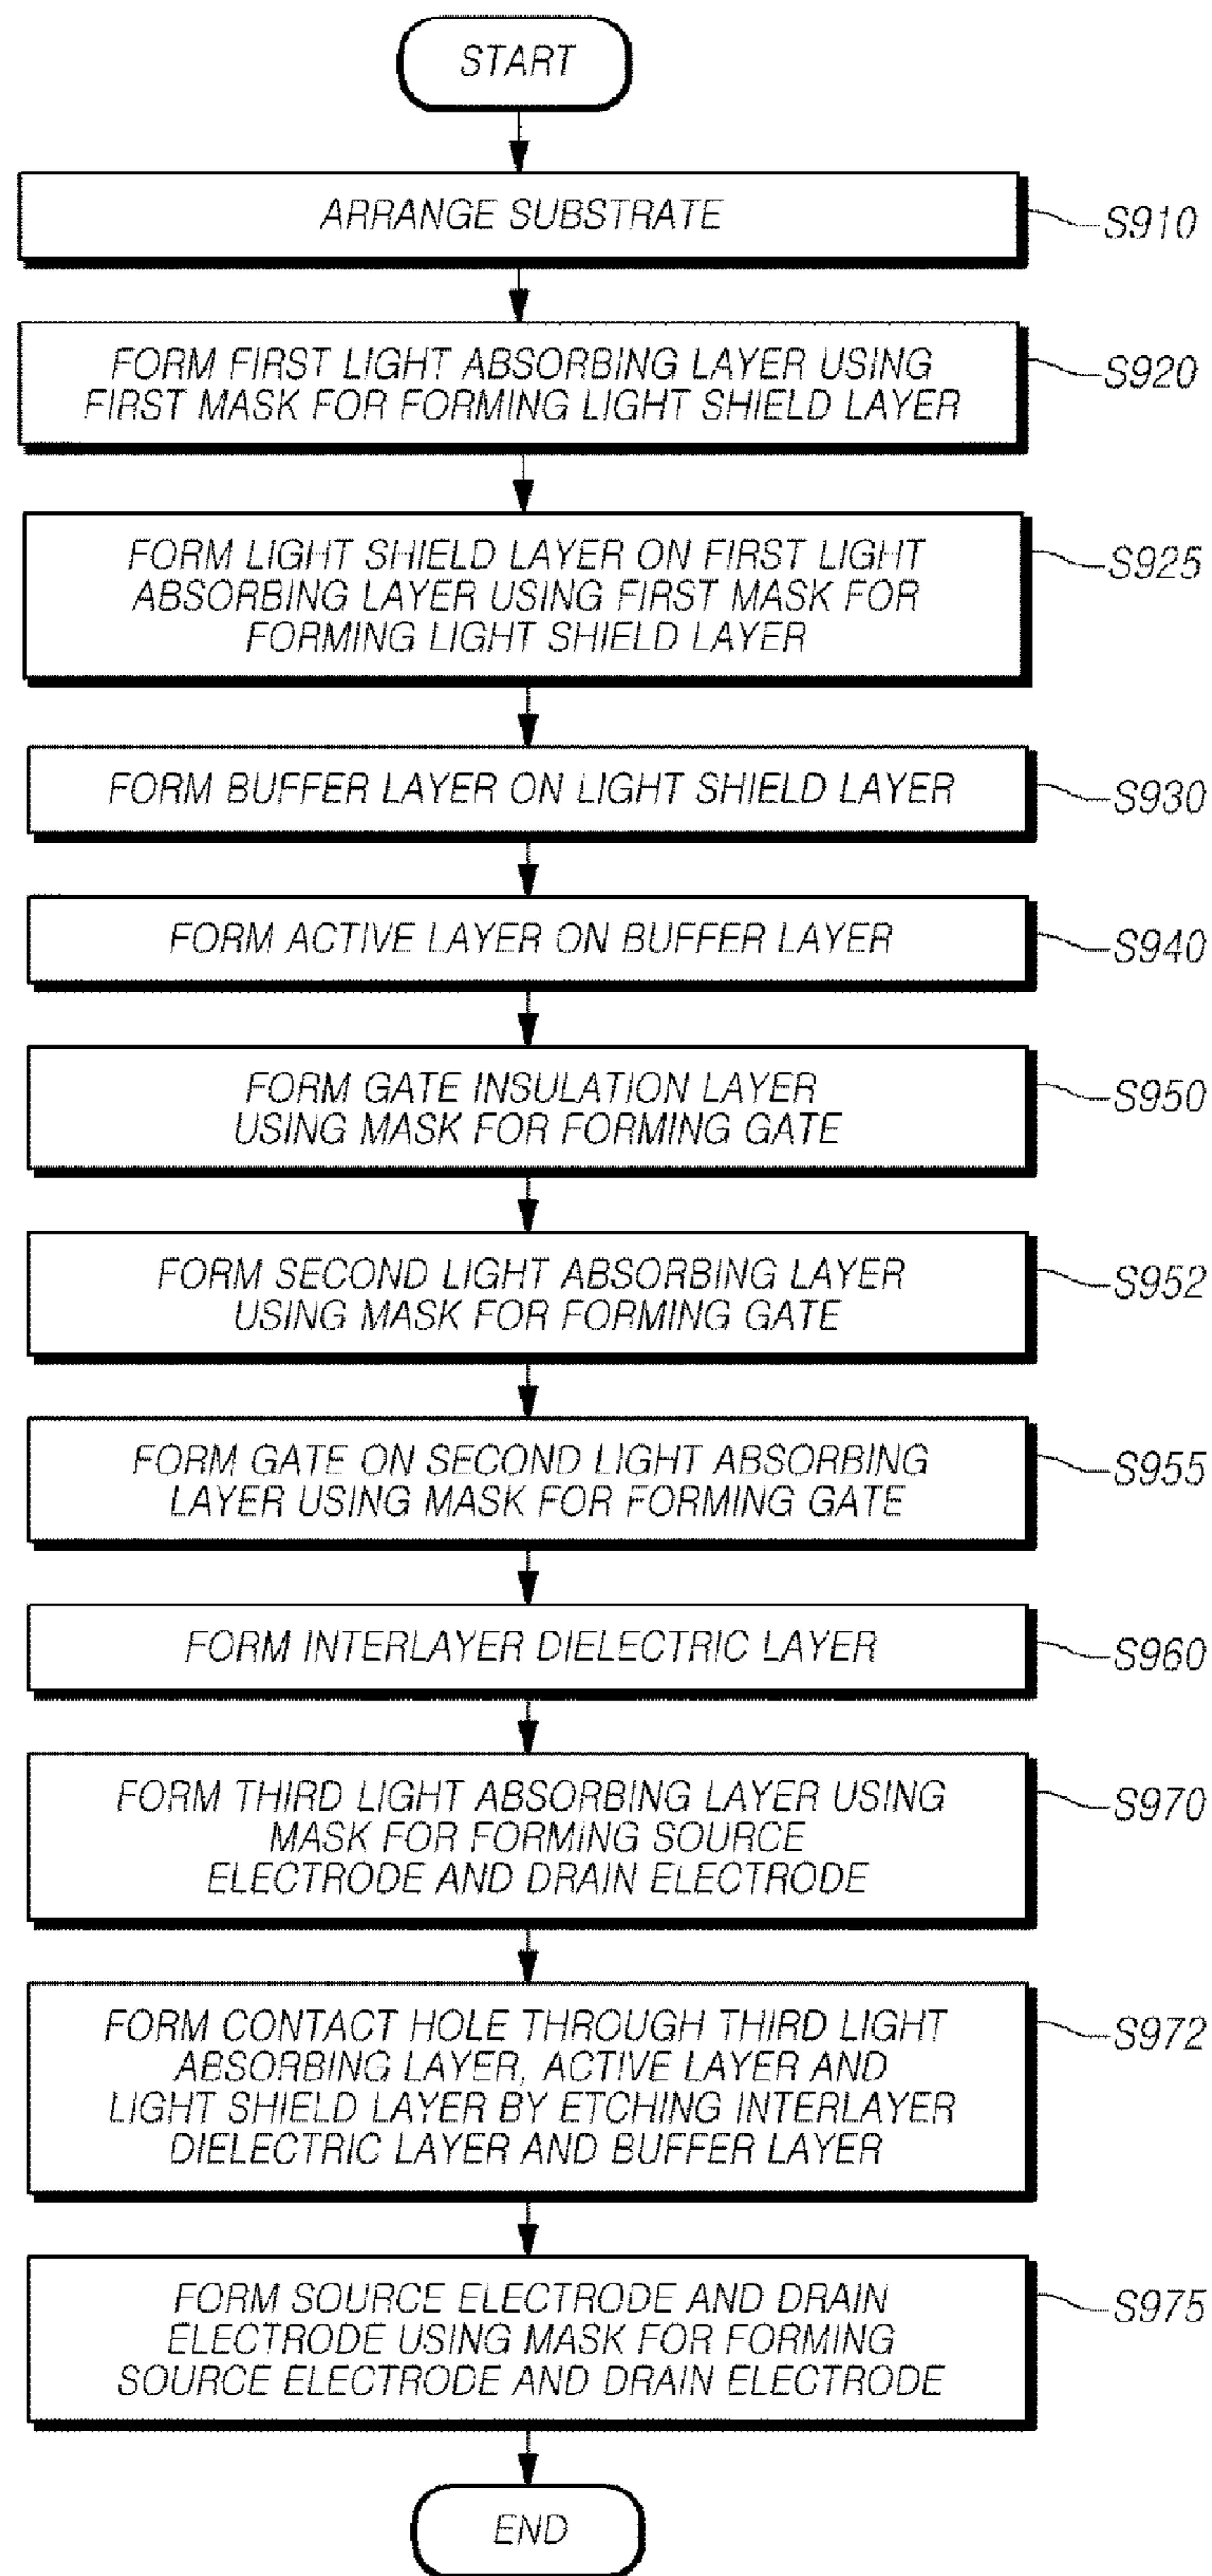 START
ARRANGE SUBSTRATE
S910
FORM FIRST LIGHT ABSORBING LAYER USING
FIRST MASK FOR FORMING LIGHT SHIELD LAYER
S920
FORM LIGHT SHIELD LAYER ON FIRST LIGHT
ABSORBING LAYER USING FIRST MASK FOR
FORMING LIGHT SHIELD LAYER
S925
FORM BUFFER LAYER ON LIGHT SHIELD LAYER
S930
FORM ACTIVE LAYER ON BUFFER LAYER
S940
FORM GATE INSULATION LAYER
USING MASK FOR FORMING GATE
S950
FORM SECOND LIGHT ABSORBING LAYER
USING MASK FOR FORMING GATE
S952
FORM GATE ON SECOND LIGHT ABSORBING
LAYER USING MASK FOR FORMING GATE
S955
FORM INTERLAYER DIELECTRIC LAYER
S960
FORM THIRD LIGHT ABSORBING LAYER USING
MASK FOR FORMING SOURCE
ELECTRODE AND DRAIN ELECTRODE
S970
FORM CONTACT HOLE THROUGH THIRD LIGHT
ABSORBING LAYER, ACTIVE LAYER AND
LIGHT SHIELD LAYER BY ETCHING INTERLAYER
DIELECTRIC LAYER AND BUFFER LAYER
S972
FORM SOURCE ELECTRODE AND DRAIN
ELECTRODE USING MASK FOR FORMING
SOURCE ELECTRODE AND DRAIN ELECTRODE
S975
END